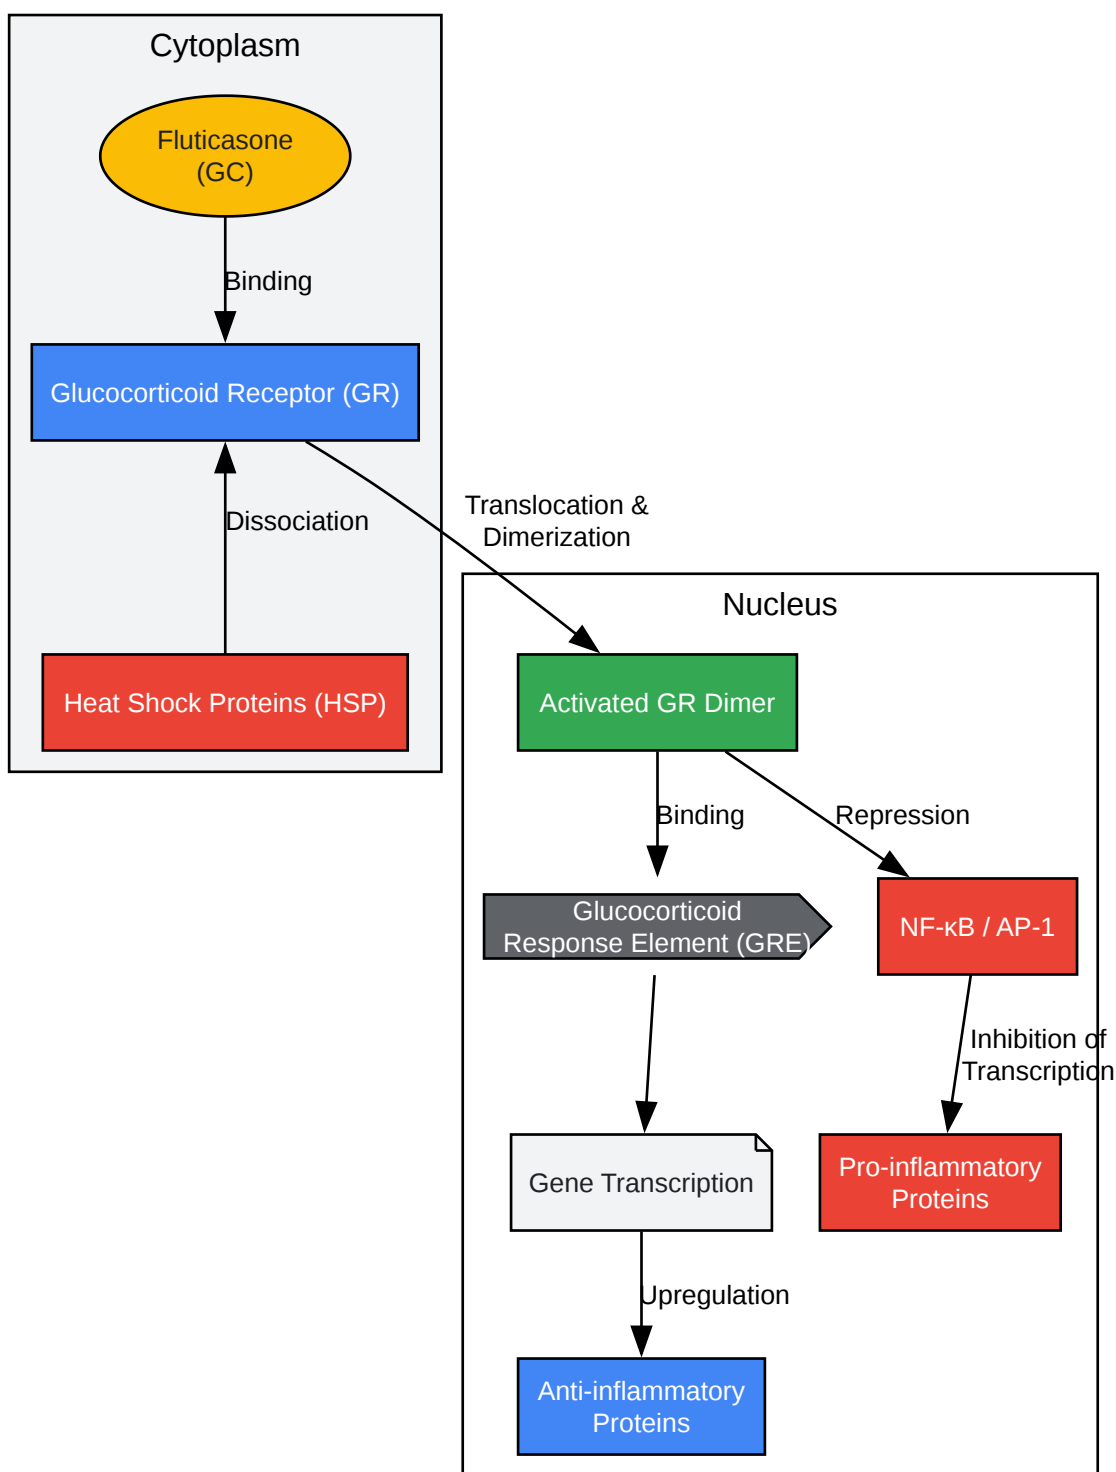 Cytoplasm
Fluticasone
(GC)
Binding
Glucocorticoid Receptor (GR)
Dissociation
Heat Shock Proteins (HSP)
Translocation &
Dimerization
Nucleus
Activated GR Dimer
Binding
Repression
Glucocorticoid
Response Element (GRE)
NF-κB / AP-1
Inhibition of
Transcription
Gene Transcription
Pro-inflammatory
Proteins
Upregulation
Anti-inflammatory
Proteins